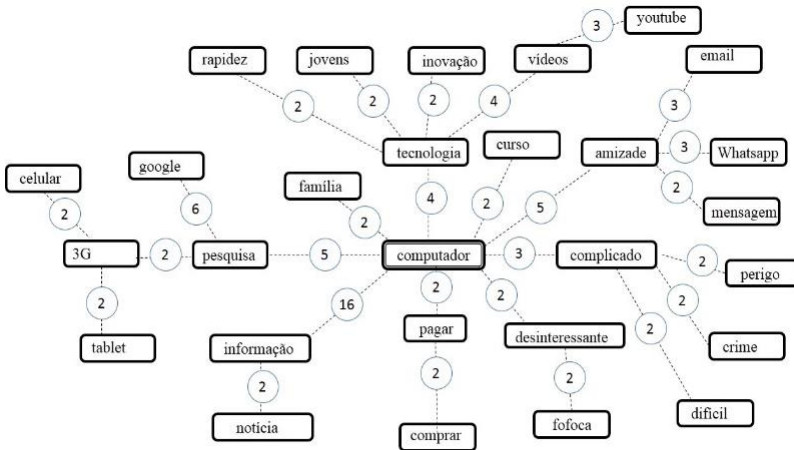 youtube
3
rapidez
jovens
inovação
vídeos
email
2
2
2
4
3
tecnologia
curso
amizade
3
Whatsapp
google
celular
família
4
2
5
2
mensagem
2
6
2
3G
2
pesquisa
5
computador
3
complicado
2
perigo
2
16
2
2
2
2
tablet
informação
pagar
desinteressante
crime
2
2
2
noticia
comprar
fofoca
difícil